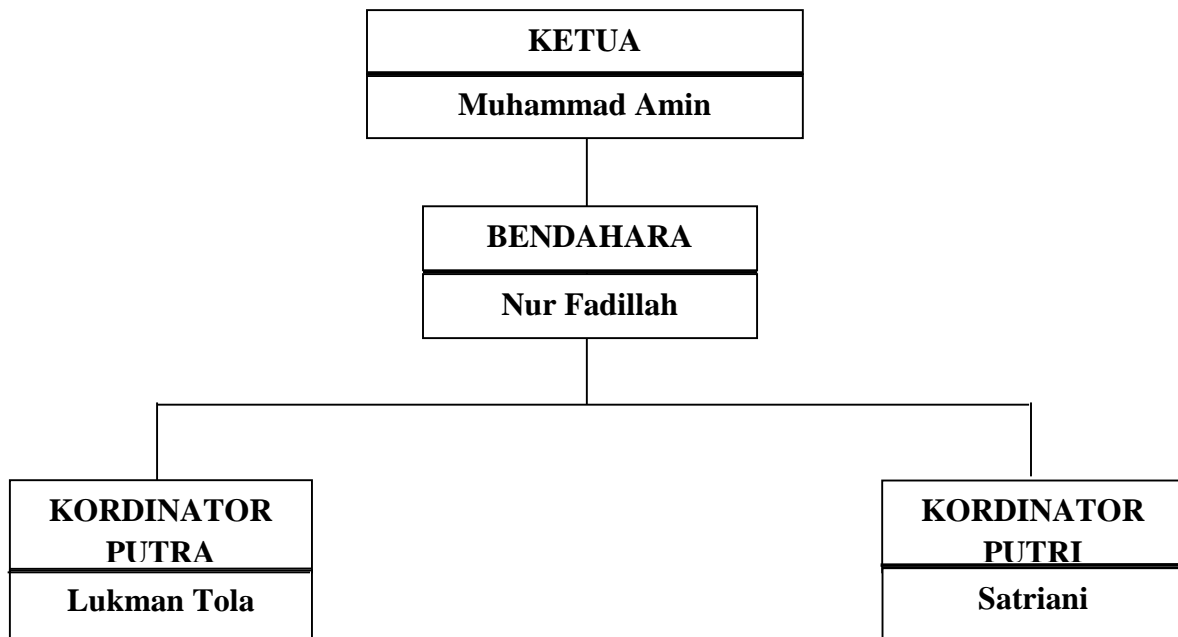 KETUA
Muhammad Amin
BENDAHARA
Nur Fadillah
KORDINATOR
PUTRA
Lukman Tola
KORDINATOR
PUTRI
Satriani